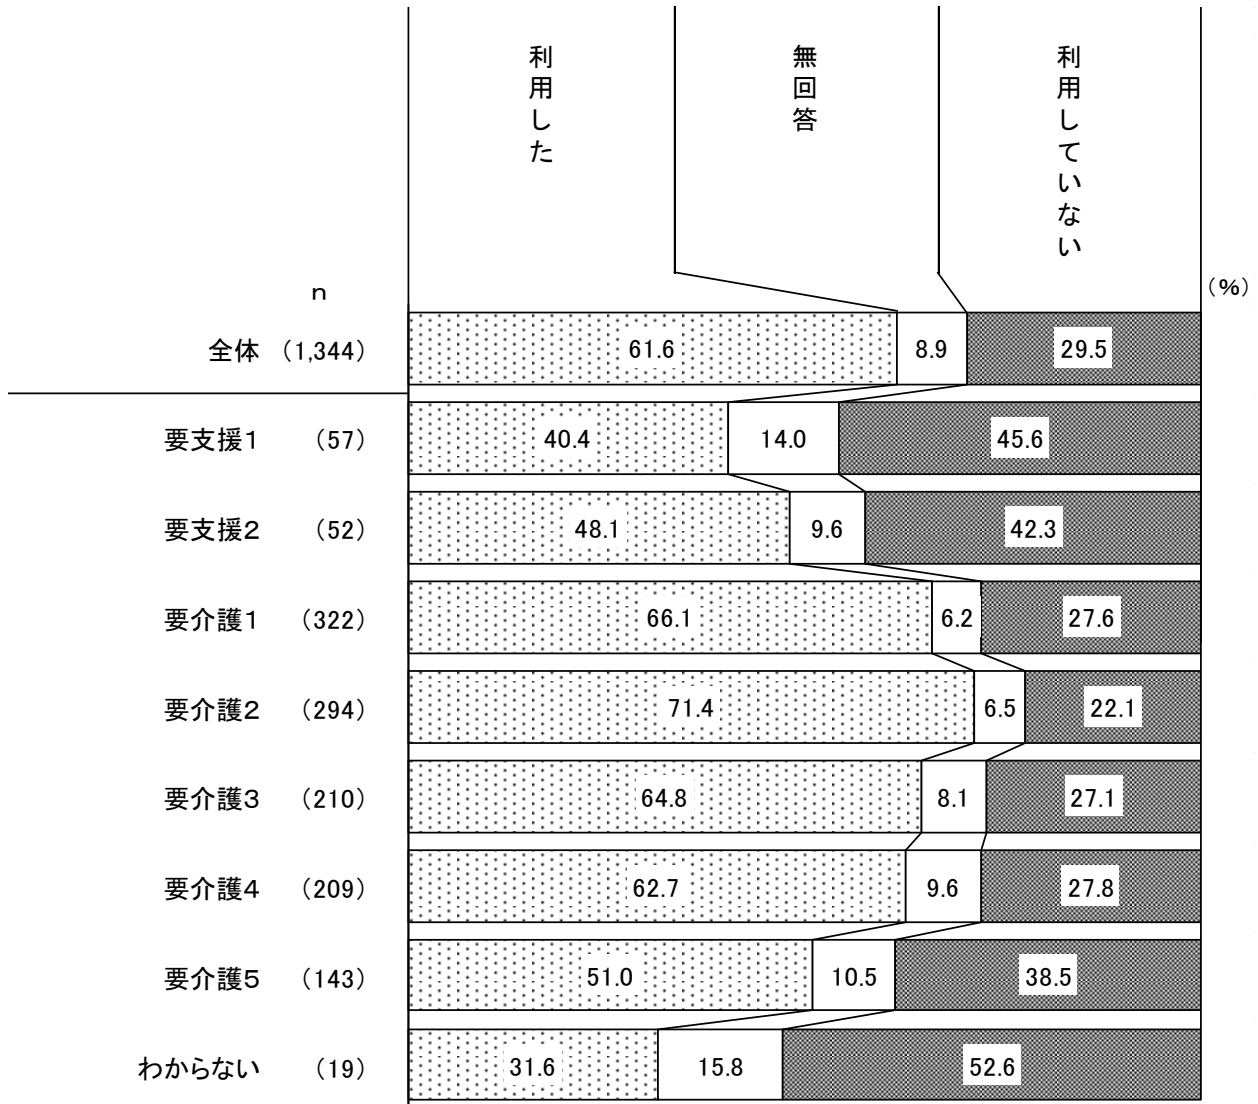 利用した
無回答
利用していない
n
(%)
全体 (1,344) 61.6 8.9 29.5
要支援1 (57) 40.4 14.0 45.6
要支援2 (52) 48.1 9.6 42.3
要介護1 (322) 66.1 6.2 27.6
要介護2 (294) 71.4 6.5 22.1
要介護3 (210) 64.8 8.1 27.1
要介護4 (209) 62.7 9.6 27.8
要介護5 (143) 51.0 10.5 38.5
わからない (19) 31.6 15.8 52.6